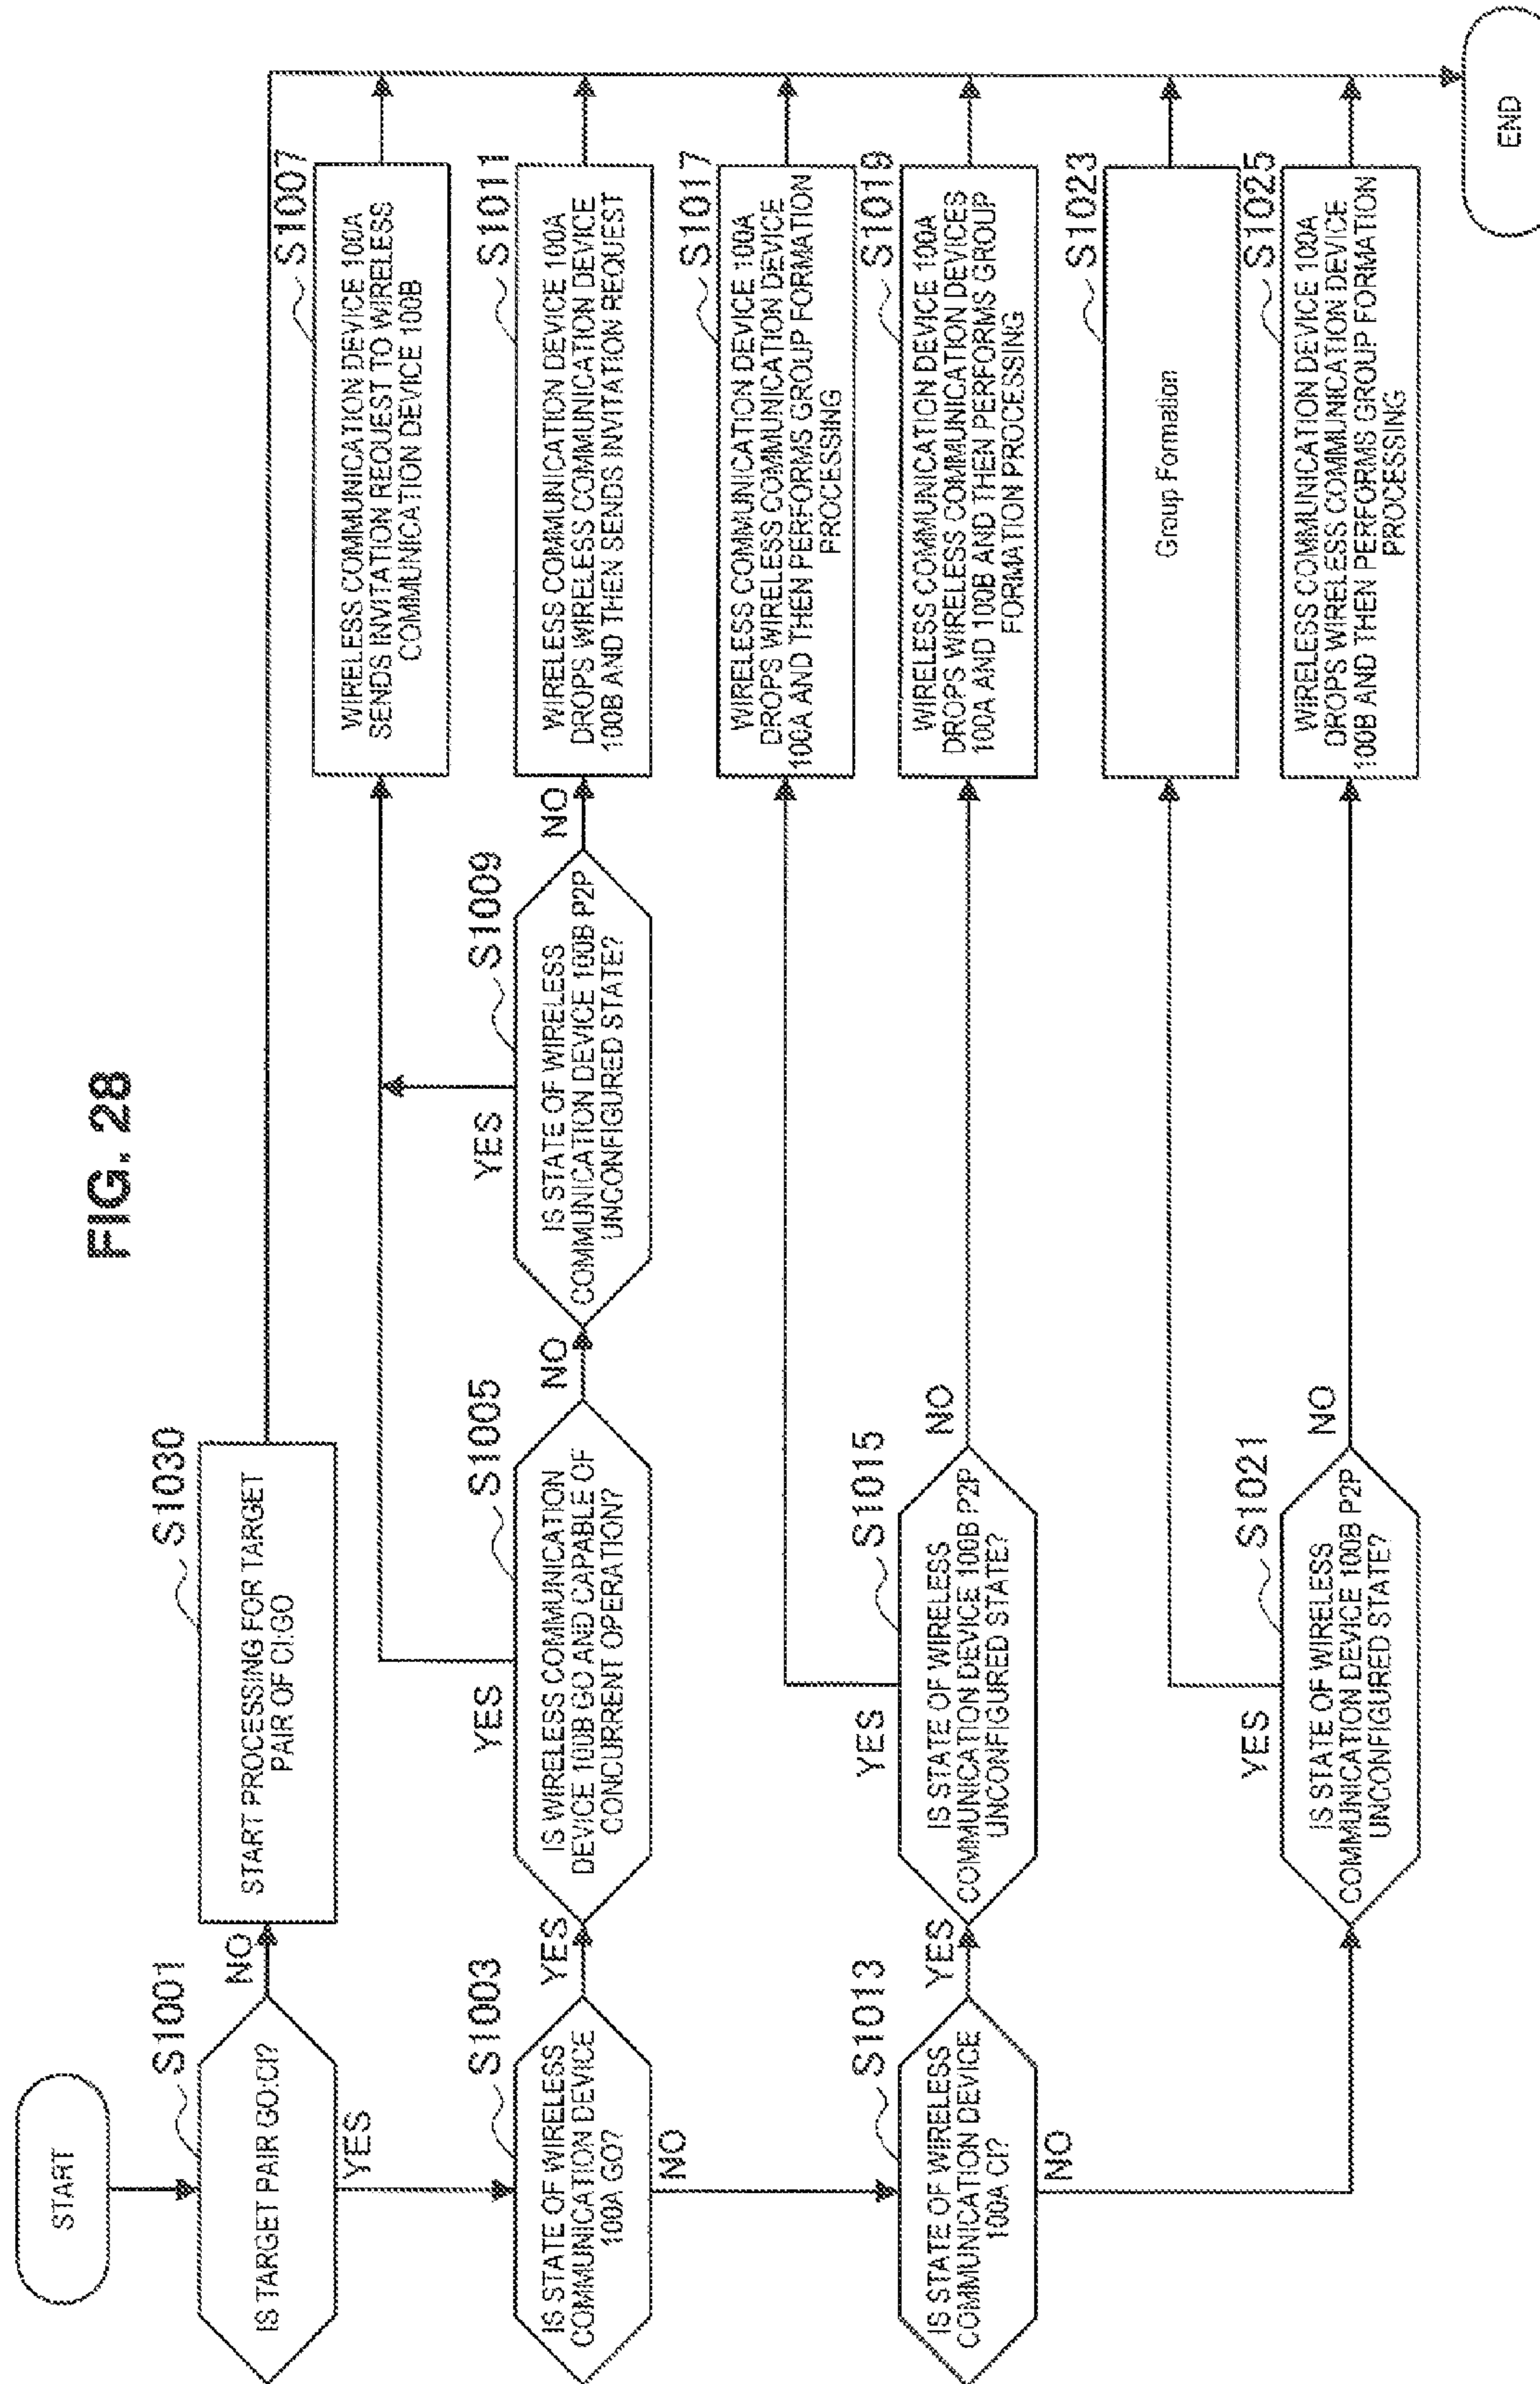 FIG. 28
START
S1001
IS TARGET PAIR GO:CI?
NO
YES
S1030
START PROCESSING FOR TARGET
PAIR OF CI:GO
S1003
IS STATE OF WIRELESS
COMMUNICATION DEVICE
100A GO?
YES
NO
S1005
IS WIRELESS COMMUNICATION
DEVICE 100B GO AND CAPABLE OF
CONCURRENT OPERATION?
YES
NO
S1009
IS STATE OF WIRELESS
COMMUNICATION DEVICE 100B P2P
UNCONFIGURED STATE?
YES
NO
S1007
WIRELESS COMMUNICATION DEVICE 100A
SENDS INVITATION REQUEST TO WIRELESS
COMMUNICATION DEVICE 100B
S1011
WIRELESS COMMUNICATION DEVICE 100A
DROPS WIRELESS COMMUNICATION DEVICE
100B AND THEN SENDS INVITATION REQUEST
S1013
IS STATE OF WIRELESS
COMMUNICATION DEVICE
100A CI?
YES
NO
S1015
IS STATE OF WIRELESS
COMMUNICATION DEVICE 100B P2P
UNCONFIGURED STATE?
YES
NO
S1017
WIRELESS COMMUNICATION DEVICE 100A
DROPS WIRELESS COMMUNICATION DEVICE
100A AND THEN PERFORMS GROUP FORMATION
PROCESSING
S1019
WIRELESS COMMUNICATION DEVICE 100A
DROPS WIRELESS COMMUNICATION DEVICES
100A AND 100B AND THEN PERFORMS GROUP
FORMATION PROCESSING
S1021
IS STATE OF WIRELESS
COMMUNICATION DEVICE 100B P2P
UNCONFIGURED STATE?
YES
NO
S1023
Group Formation
S1025
WIRELESS COMMUNICATION DEVICE 100A
DROPS WIRELESS COMMUNICATION DEVICE
100B AND THEN PERFORMS GROUP FORMATION
PROCESSING
END